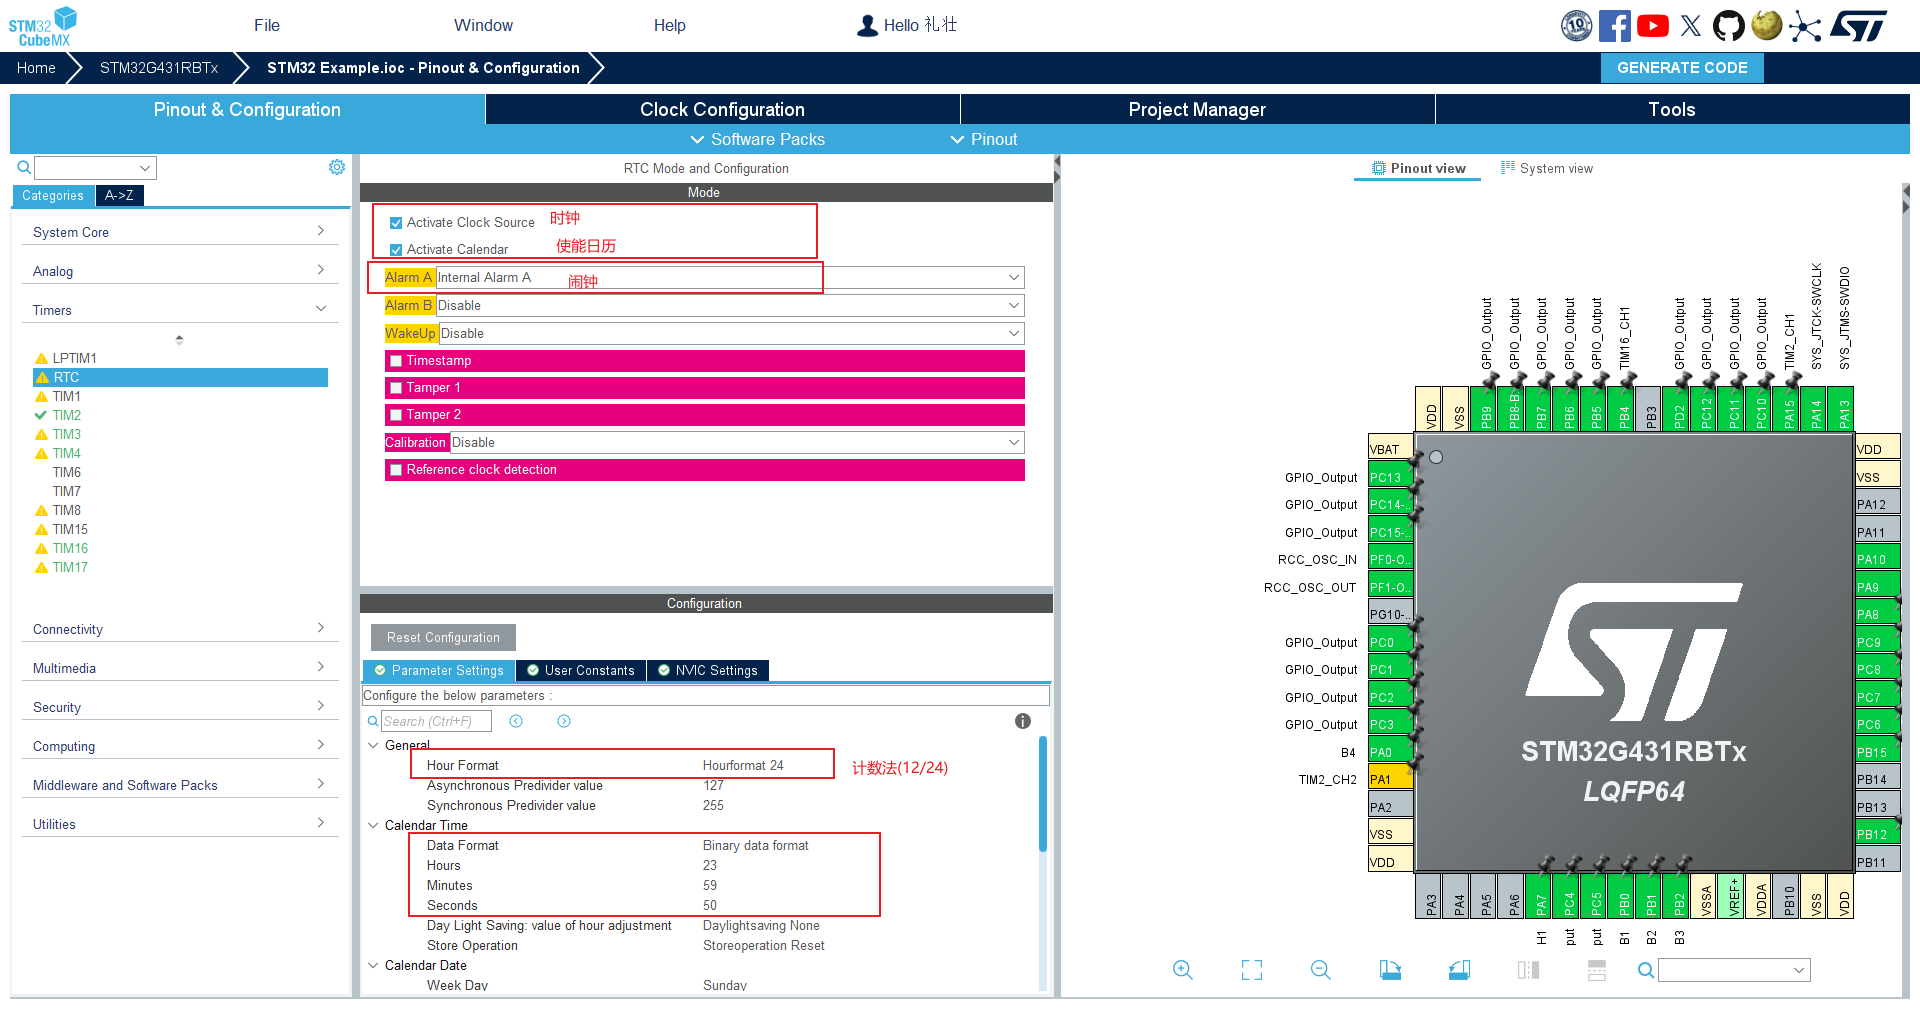 STM32
CubeMX
File
Window
Help
Hello 礼壮
10
Home
STM32G431RBTx
STM32 Example.ioc - Pinout & Configuration
GENERATE CODE
Pinout & Configuration
Clock Configuration
Project Manager
Tools
Software Packs
Pinout
Categories
A->Z
System Core
Analog
Timers
LPTIM1
RTC
TIM1
TIM2
TIM3
TIM4
TIM6
TIM7
TIM8
TIM15
TIM16
TIM17
Connectivity
Multimedia
Security
Computing
Middleware and Software Packs
Utilities
RTC Mode and Configuration
Mode
Activate Clock Source 时钟
Activate Calendar 使能日历
Alarm A Internal Alarm A 闹钟
Alarm B Disable
WakeUp Disable
Timestamp
Tamper 1
Tamper 2
Calibration Disable
Reference clock detection
Configuration
Reset Configuration
Parameter Settings
User Constants
NVIC Settings
Configure the below parameters :
Search (Ctrl+F)
General
Hour Format Hourformat 24 计数法(12/24)
Asynchronous Predivider value 127
Synchronous Predivider value 255
Calendar Time
Data Format Binary data format
Hours 23
Minutes 59
Seconds 50
Day Light Saving: value of hour adjustment Daylightsaving None
Store Operation Storeoperation Reset
Calendar Date
Week Day Sunday
Pinout view
System view
GPIO_Output
GPIO_Output
GPIO_Output
GPIO_Output
GPIO_Output
TIM16_CH1
GPIO_Output
GPIO_Output
GPIO_Output
GPIO_Output
TIM2_CH1
SYS_JTCK-SWCLK
SYS_JTMS-SWDIO
VDD
VSS
PB9
PB8-B..
PB7
PB6
PB5
PB4
PB3
PD2
PC12
PC11
PC10
PA15
PA14
PA13
VBAT
GPIO_Output PC13
GPIO_Output PC14-..
GPIO_Output PC15-..
RCC_OSC_IN PF0-O..
RCC_OSC_OUT PF1-O..
PG10-..
GPIO_Output PC0
GPIO_Output PC1
GPIO_Output PC2
GPIO_Output PC3
B4 PA0
TIM2_CH2 PA1
PA2
VSS
VDD
STM32G431RBTx
LQFP64
VDD
VSS
PA12
PA11
PA10
PA9
PA8
PC9
PC8
PC7
PC6
PB15
PB14
PB13
PB12
PB11
PA3
PA4
PA5
PA6
PA7
PC4
PC5
PB0
PB1
PB2
VSSA
VREF+
VDDA
PB10
VSS
VDD
H1
put
put
B1
B2
B3